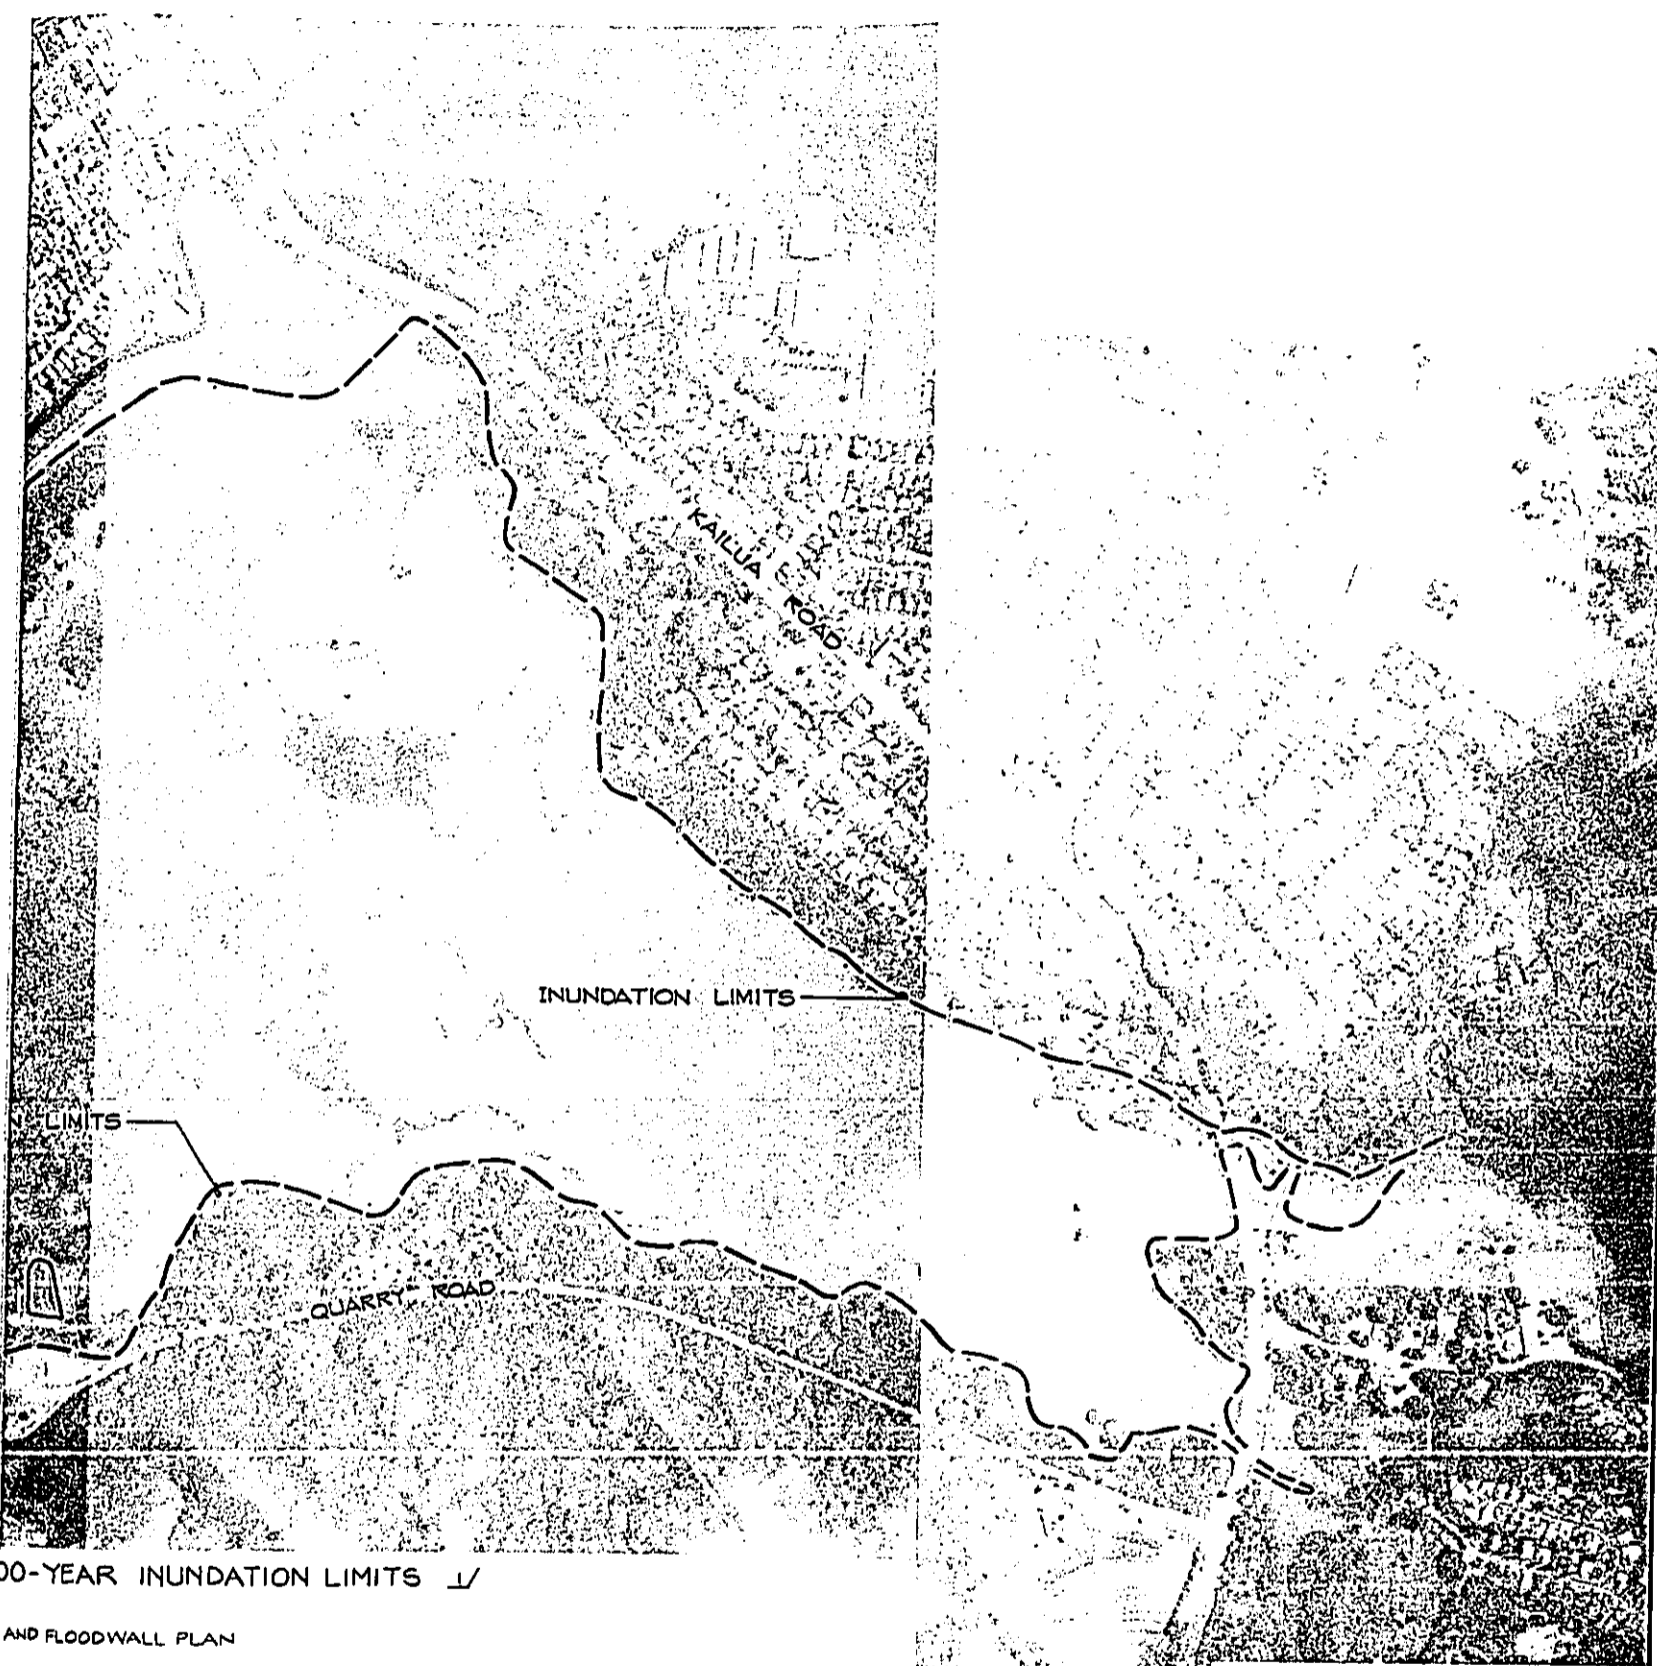 KAILUA ROAD
INUNDATION LIMITS
LIMITS
D
QUARRY ROAD
00-YEAR INUNDATION LIMITS 1/
AND FLOODWALL PLAN